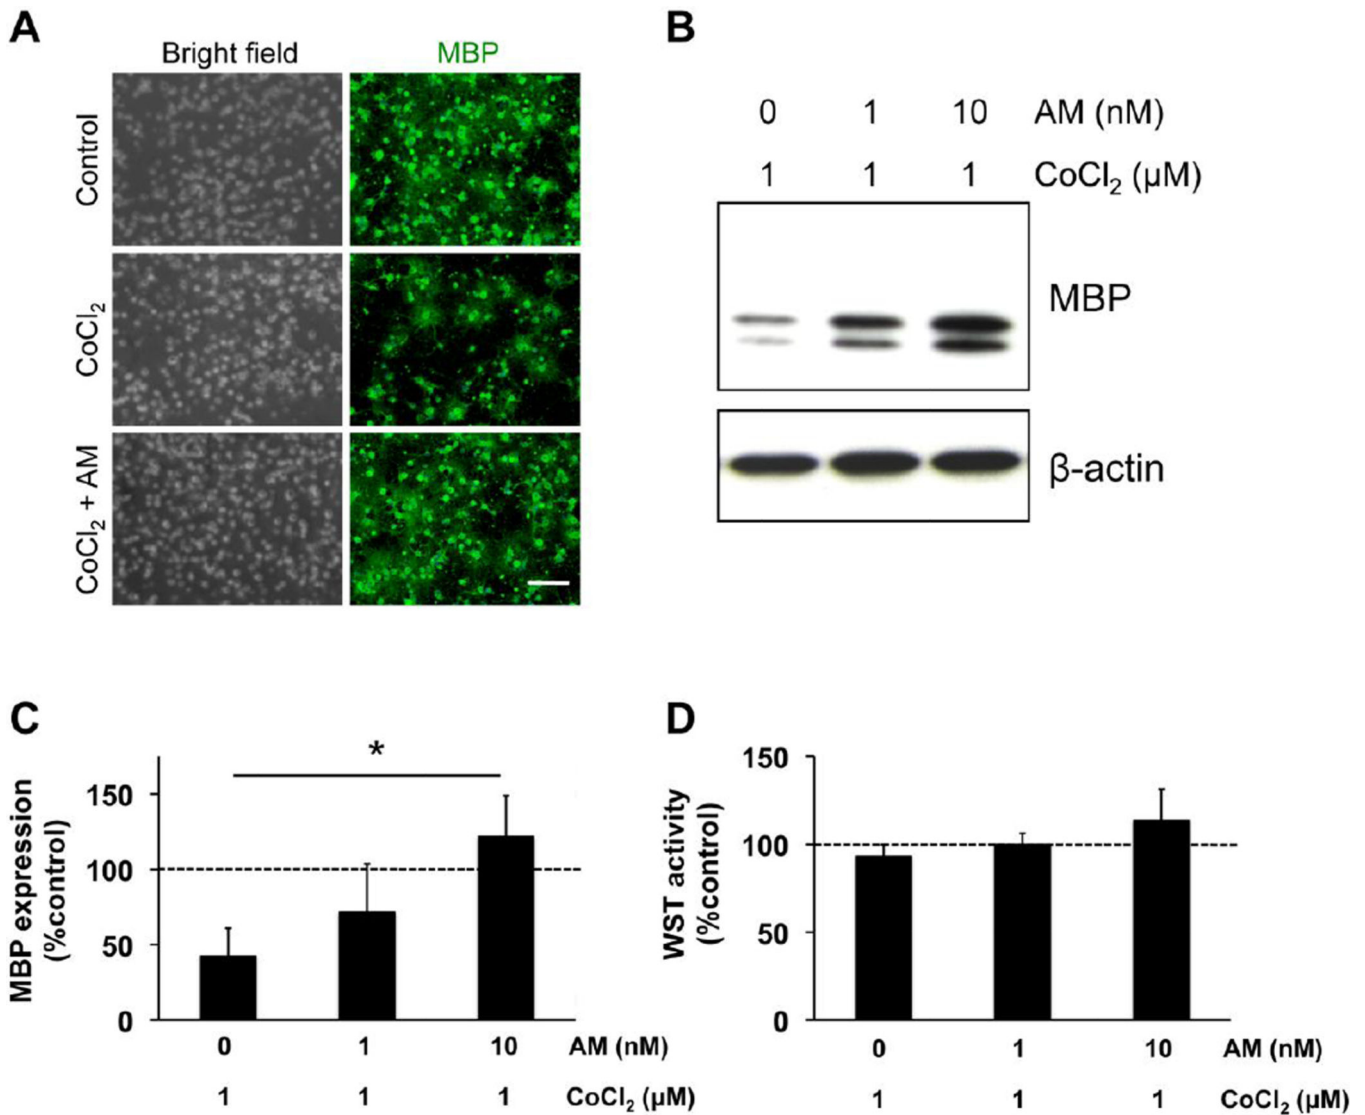 A
Bright field
MBP
Control
CoCl2
CoCl2 + AM
B
0 1 10 AM (nM)
1 1 1 CoCl2 (μM)
MBP
β-actin
C
*
MBP expression
(%control)
150
100
50
0
0 1 10 AM (nM)
1 1 1 CoCl2 (μM)
D
WST activity
(%control)
150
100
50
0
0 1 10 AM (nM)
1 1 1 CoCl2 (μM)